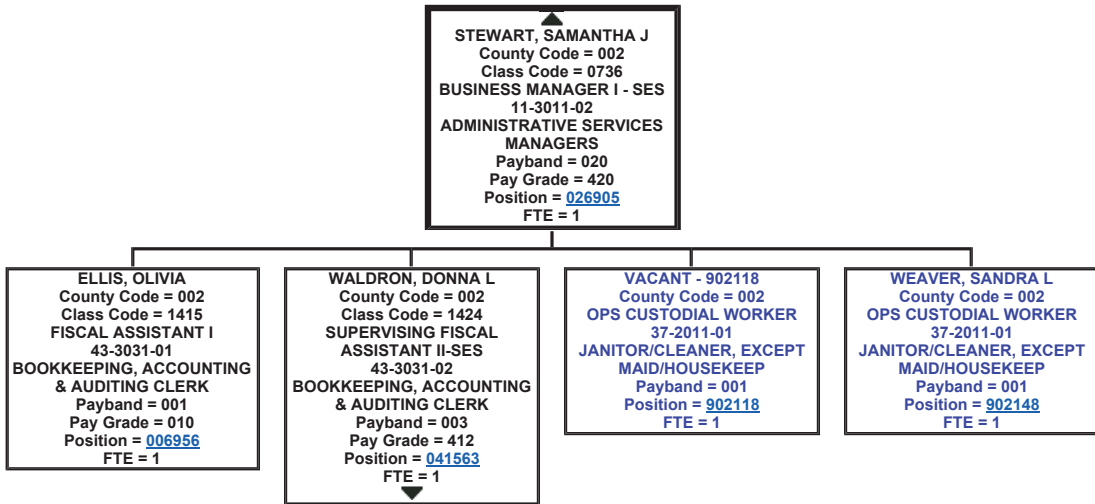 STEWART, SAMANTHA J
County Code = 002
Class Code = 0736
BUSINESS MANAGER I - SES
11-3011-02
ADMINISTRATIVE SERVICES
MANAGERS
Payband = 020
Pay Grade = 420
Position = 026905
FTE = 1
ELLIS, OLIVIA
County Code = 002
Class Code = 1415
FISCAL ASSISTANT I
43-3031-01
BOOKKEEPING, ACCOUNTING
& AUDITING CLERK
Payband = 001
Pay Grade = 010
Position = 006956
FTE = 1
WALDRON, DONNA L
County Code = 002
Class Code = 1424
SUPERVISING FISCAL
ASSISTANT II-SES
43-3031-02
BOOKKEEPING, ACCOUNTING
& AUDITING CLERK
Payband = 003
Pay Grade = 412
Position = 041563
FTE = 1
VACANT - 902118
County Code = 002
OPS CUSTODIAL WORKER
37-2011-01
JANITOR/CLEANER, EXCEPT
MAID/HOUSEKEEP
Payband = 001
Position = 902118
FTE = 1
WEAVER, SANDRA L
County Code = 002
OPS CUSTODIAL WORKER
37-2011-01
JANITOR/CLEANER, EXCEPT
MAID/HOUSEKEEP
Payband = 001
Position = 902148
FTE = 1